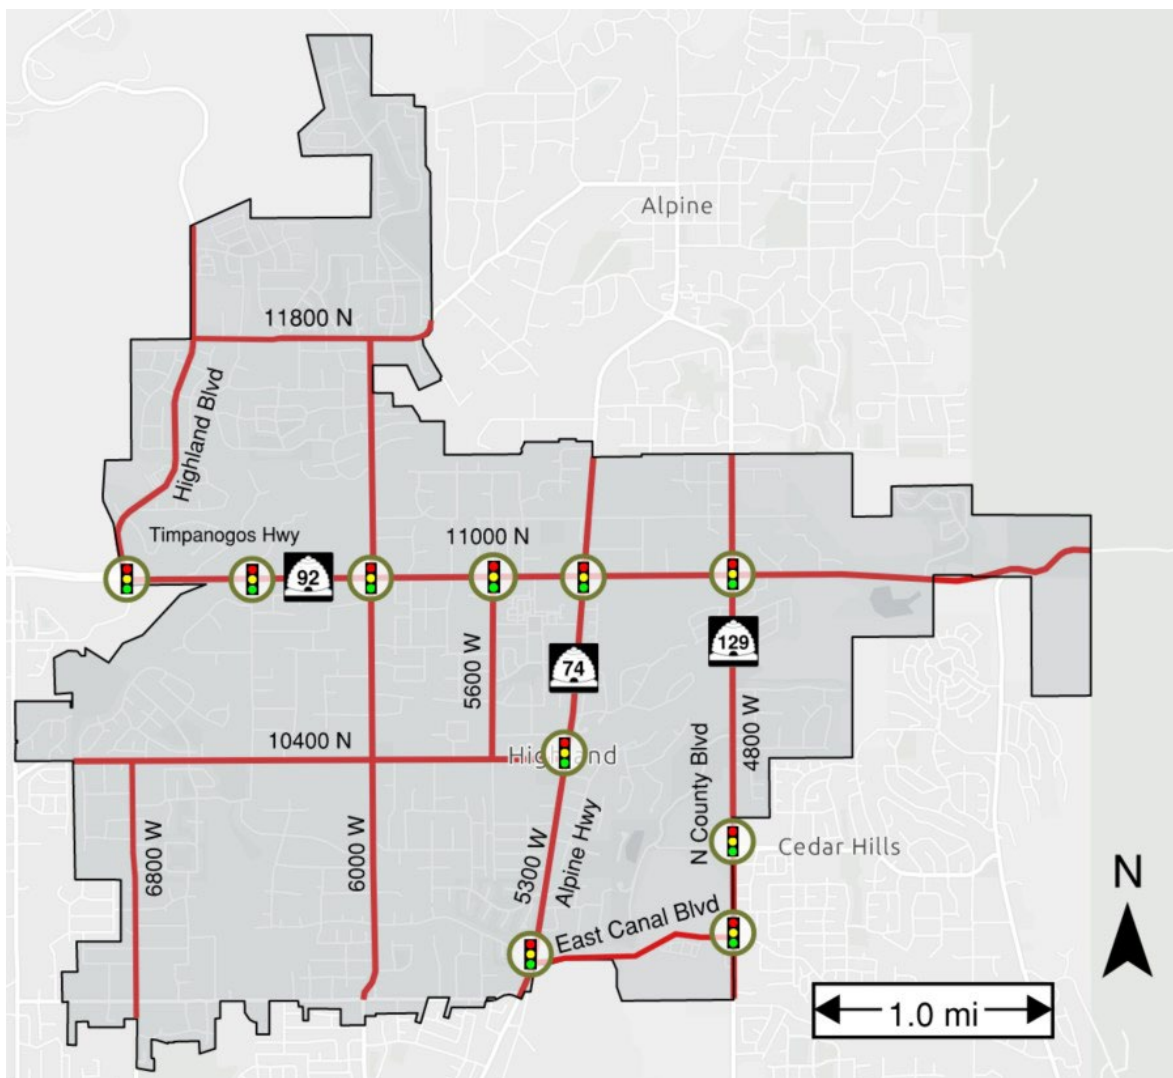 Alpine
11800 N
Highland Blvd
Timpanogos Hwy
11000 N
92
129
74
5600 W
4800 W
10400 N
Highland
N County Blvd
Cedar Hills
6800 W
6000 W
5300 W
Alpine Hwy
East Canal Blvd
N
1.0 mi